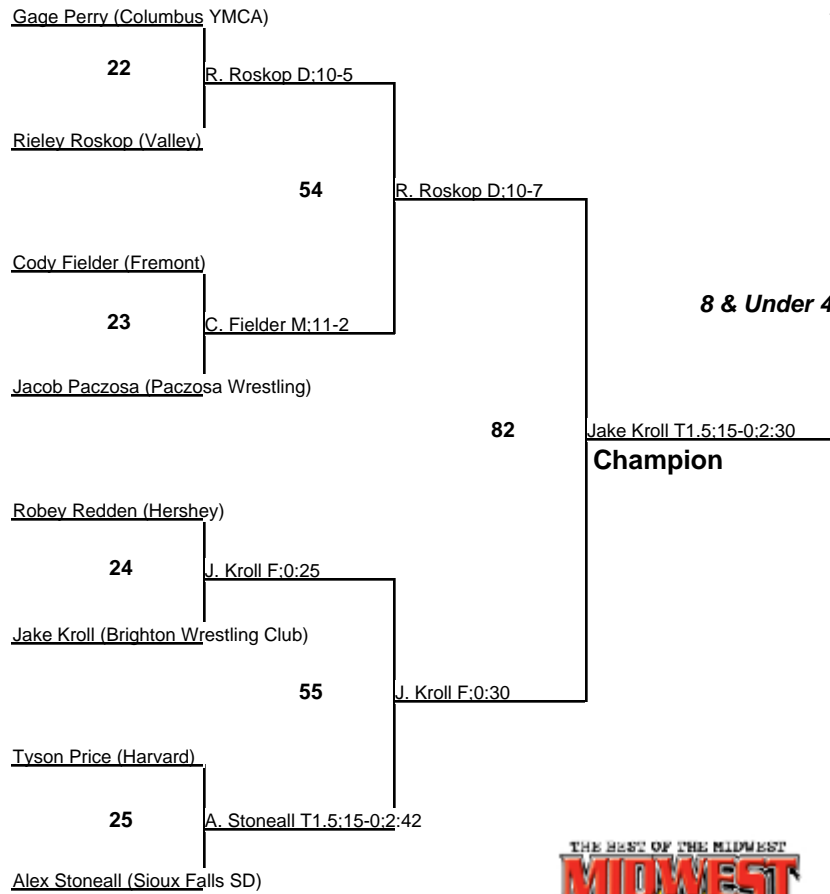 Gage Perry (Columbus YMCA)
22
R. Roskop D;10-5
Rieley Roskop (Valley)
54
R. Roskop D;10-7
Cody Fielder (Fremont)
8 & Under 4
23
C. Fielder M;11-2
Jacob Paczosa (Paczosa Wrestling)
82
Jake Kroll T1.5;15-0;2:30
Champion
Robey Redden (Hershey)
24
J. Kroll F;0:25
Jake Kroll (Brighton Wrestling Club)
55
J. Kroll F;0:30
Tyson Price (Harvard)
25
A. Stoneall T1.5;15-0;2:42
THE BEST OF THE MIDWEST
MIDWEST
Alex Stoneall (Sioux Falls SD)